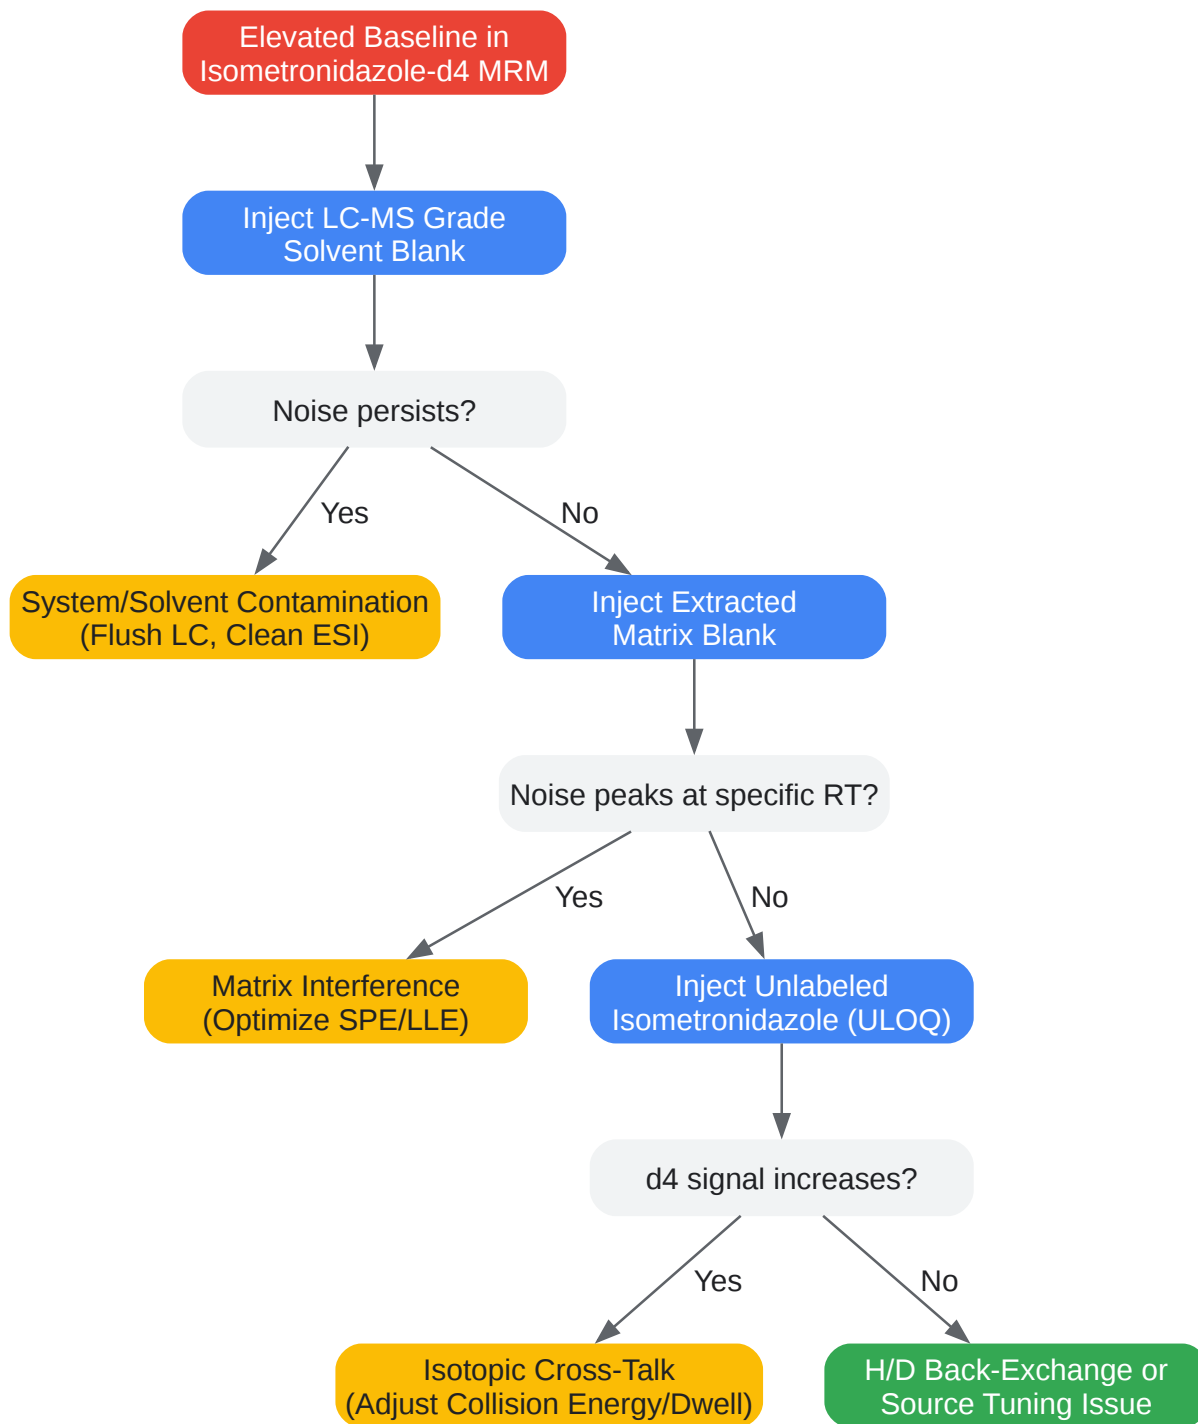 Elevated Baseline in
Isometronidazole-d4 MRM
Inject LC-MS Grade
Solvent Blank
Noise persists?
Yes
No
System/Solvent Contamination
(Flush LC, Clean ESI)
Inject Extracted
Matrix Blank
Noise peaks at specific RT?
Yes
No
Matrix Interference
(Optimize SPE/LLE)
Inject Unlabeled
Isometronidazole (ULOQ)
d4 signal increases?
Yes
No
Isotopic Cross-Talk
(Adjust Collision Energy/Dwell)
H/D Back-Exchange or
Source Tuning Issue